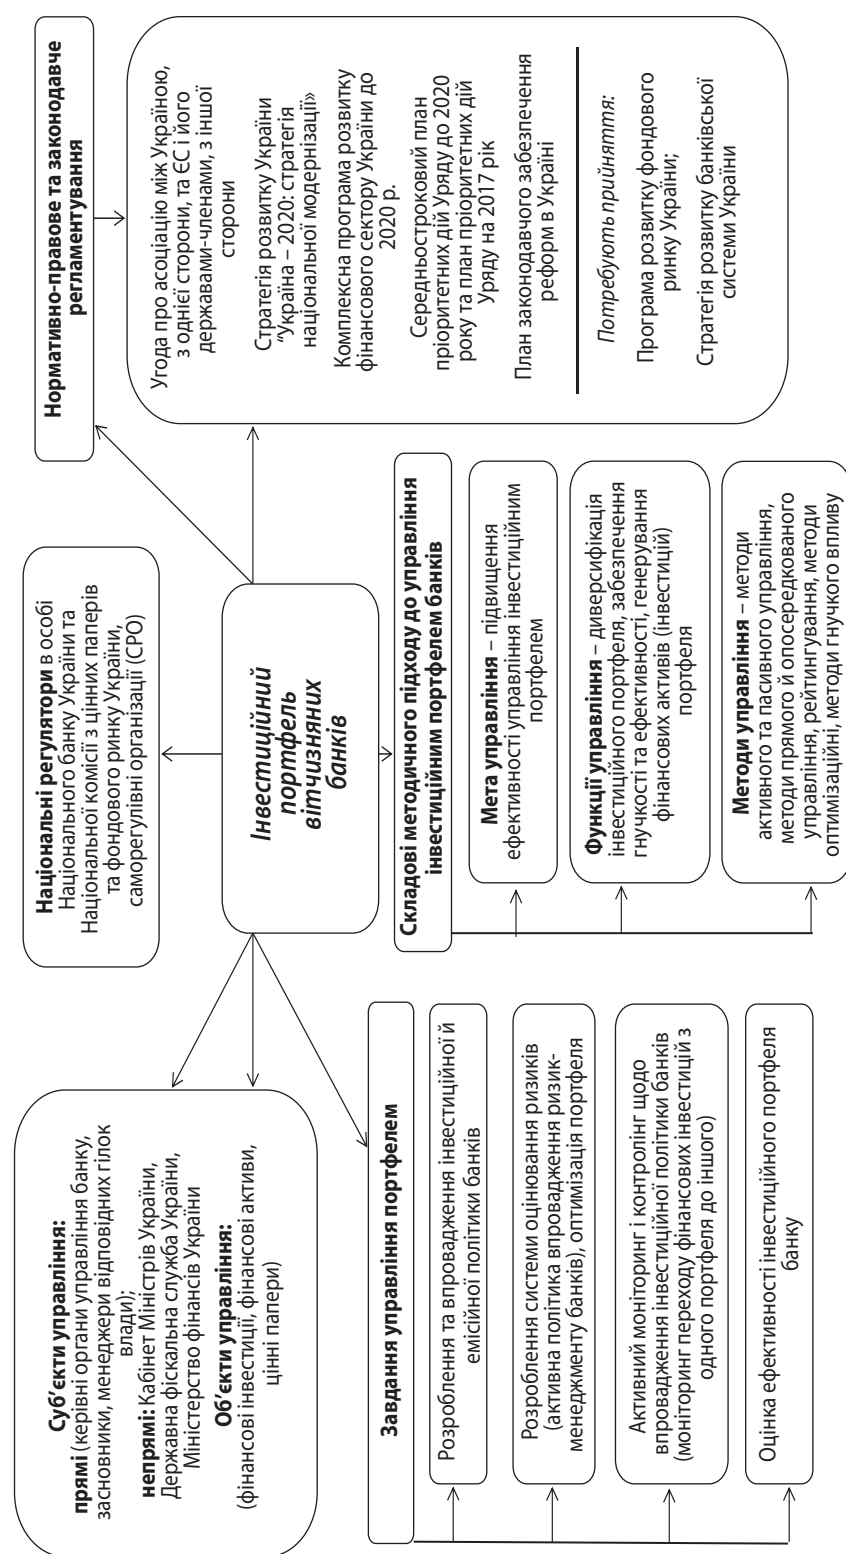 Суб’єкти управління:
прямі (керівні органи управління банку,
засновники, менеджери відповідних гілок
влади);
непрямі: Кабінет Міністрів України,
Державна фіскальна служба України,
Міністерство фінансів України
Об’єкти управління:
(фінансові інвестиції, фінансові активи,
цінні папери)
Національні регулятори в особі
Національного банку України та
Національної комісії з цінних паперів
та фондового ринку України,
саморегулівні організації (СРО)
Нормативно-правове та законодавче
регламентування
Угода про асоціацію між Україною,
з однієї сторони, та ЄС і його
державами-членами, з іншої
сторони
Стратегія розвитку України
“Україна – 2020: стратегія
національної модернізації»
Комплексна програма розвитку
фінансового сектору України до
2020 р.
Середньостроковий план
пріоритетних дій Уряду до 2020
року та план пріоритетних дій
Уряду на 2017 рік
План законодавчого забезпечення
реформ в Україні
Потребують прийняття:
Програма розвитку фондового
ринку України;
Стратегія розвитку банківської
системи України
Інвестиційний
портфель
вітчизняних
банків
Завдання управління портфелем
Розроблення та впровадження інвестиційної й
емісійної політики банків
Розроблення системи оцінювання ризиків
(активна політика впровадження ризик-
менеджменту банків), оптимізація портфеля
Активний моніторинг і контролінг щодо
впровадження інвестиційної політики банків
(моніторинг переходу фінансових інвестицій з
одного портфеля до іншого)
Оцінка ефективності інвестиційного портфеля
банку
Складові методичного підходу до управління
інвестиційним портфелем банків
Мета управління – підвищення
ефективності управління інвестиційним
портфелем
Функції управління – диверсифікація
інвестиційного портфеля, забезпечення
гнучкості та ефективності, генерування
фінансових активів (інвестицій)
портфеля
Методи управління – методи
активного та пасивного управління,
методи прямого й опосередкованого
управління, рейтингування, методи
оптимізаційні, методи гнучкого впливу